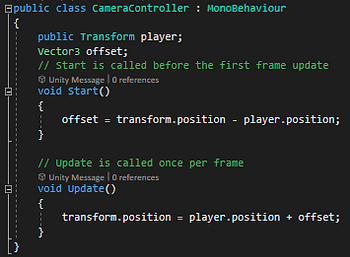 public class CameraController : MonoBehaviour
{
    public Transform player;
    Vector3 offset;
    // Start is called before the first frame update
    Unity Message | 0 references
    void Start()
    {
        offset = transform.position - player.position;
    }

    // Update is called once per frame
    Unity Message | 0 references
    void Update()
    {
        transform.position = player.position + offset;
    }
}